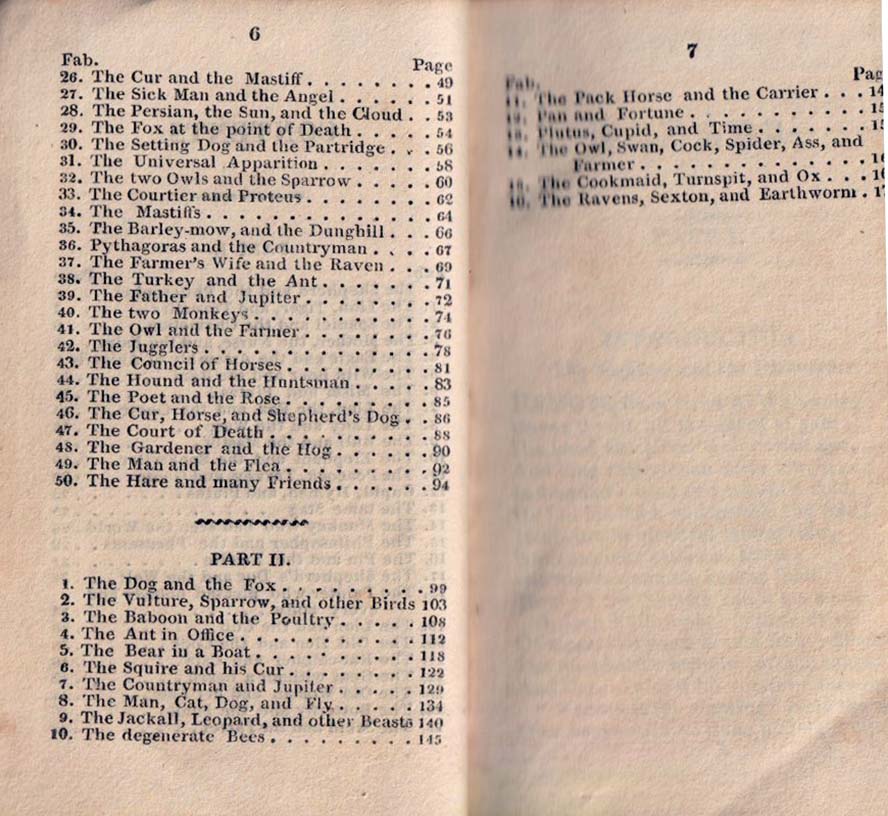 6
Fab. Page
26. The Cur and the Mastiff . . . . . . . 49
27. The Sick Man and the Angel . . . . . . 51
28. The Persian, the Sun, and the Cloud . . 53
29. The Fox at the point of Death . . . . . 54
30. The Setting Dog and the Partridge . . . 56
31. The Universal Apparition . . . . . . . 58
32. The two Owls and the Sparrow . . . . . 60
33. The Courtier and Proteus . . . . . . . 62
34. The Mastiffs . . . . . . . . . . . . . 64
35. The Barley-mow, and the Dunghill . . . 66
36. Pythagoras and the Countryman . . . . 67
37. The Farmer's Wife and the Raven . . . 69
38. The Turkey and the Ant . . . . . . . 71
39. The Father and Jupiter . . . . . . . . 72
40. The two Monkeys . . . . . . . . . . . 74
41. The Owl and the Farmer . . . . . . . . 76
42. The Jugglers . . . . . . . . . . . . . 78
43. The Council of Horses . . . . . . . . . 81
44. The Hound and the Huntsman . . . . . 83
45. The Poet and the Rose . . . . . . . . . 85
46. The Cur, Horse, and Shepherd's Dog . . 86
47. The Court of Death . . . . . . . . . . 88
48. The Gardener and the Hog . . . . . . 90
49. The Man and the Flea . . . . . . . . . 92
50. The Hare and many Friends . . . . . . 94
PART II.
1. The Dog and the Fox . . . . . . . . . 99
2. The Vulture, Sparrow, and other Birds 103
3. The Baboon and the Poultry . . . . . 108
4. The Ant in Office . . . . . . . . . . . 112
5. The Bear in a Boat . . . . . . . . . . 118
6. The Squire and his Cur . . . . . . . . 122
7. The Countryman and Jupiter . . . . . 129
8. The Man, Cat, Dog, and Fly . . . . . 134
9. The Jackall, Leopard, and other Beasts 140
10. The degenerate Bees . . . . . . . . . 145
7
Fab. Pag
11. The Pack Horse and the Carrier . . . 14
12. Pan and Fortune . . . . . . . . . . . 15
13. Plutus, Cupid, and Time . . . . . . . 15
14. The Owl, Swan, Cock, Spider, Ass, and
Farmer . . . . . . . . . . . . . . 16
15. The Cookmaid, Turnspit, and Ox . . . 16
16. The Ravens, Sexton, and Earthworm . 17